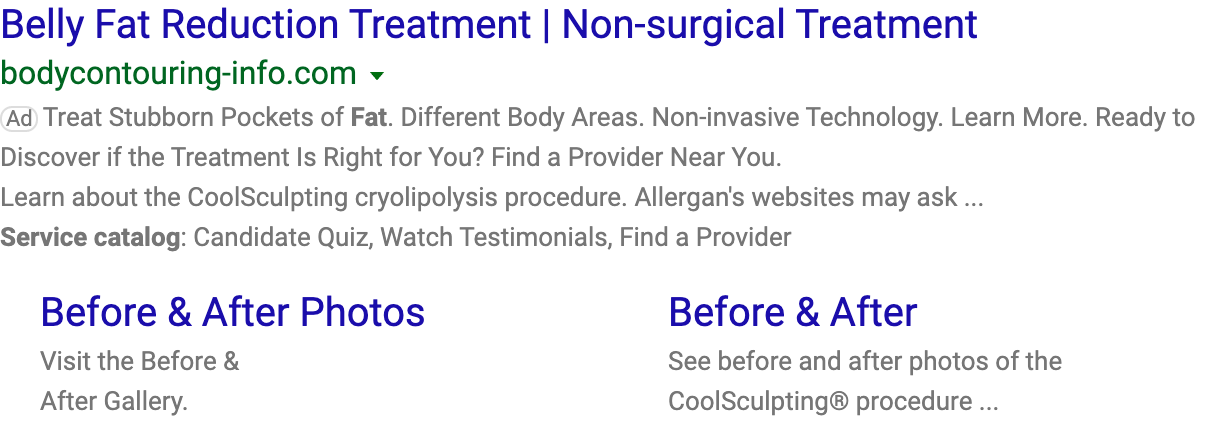 Belly Fat Reduction Treatment | Non-surgical Treatment
bodycontouring-info.com
Ad Treat Stubborn Pockets of Fat. Different Body Areas. Non-invasive Technology. Learn More. Ready to
Discover if the Treatment Is Right for You? Find a Provider Near You.
Learn about the CoolSculpting cryolipolysis procedure. Allergan's websites may ask ...
Service catalog: Candidate Quiz, Watch Testimonials, Find a Provider
Before & After Photos
Visit the Before &
After Gallery.
Before & After
See before and after photos of the
CoolSculpting® procedure ...